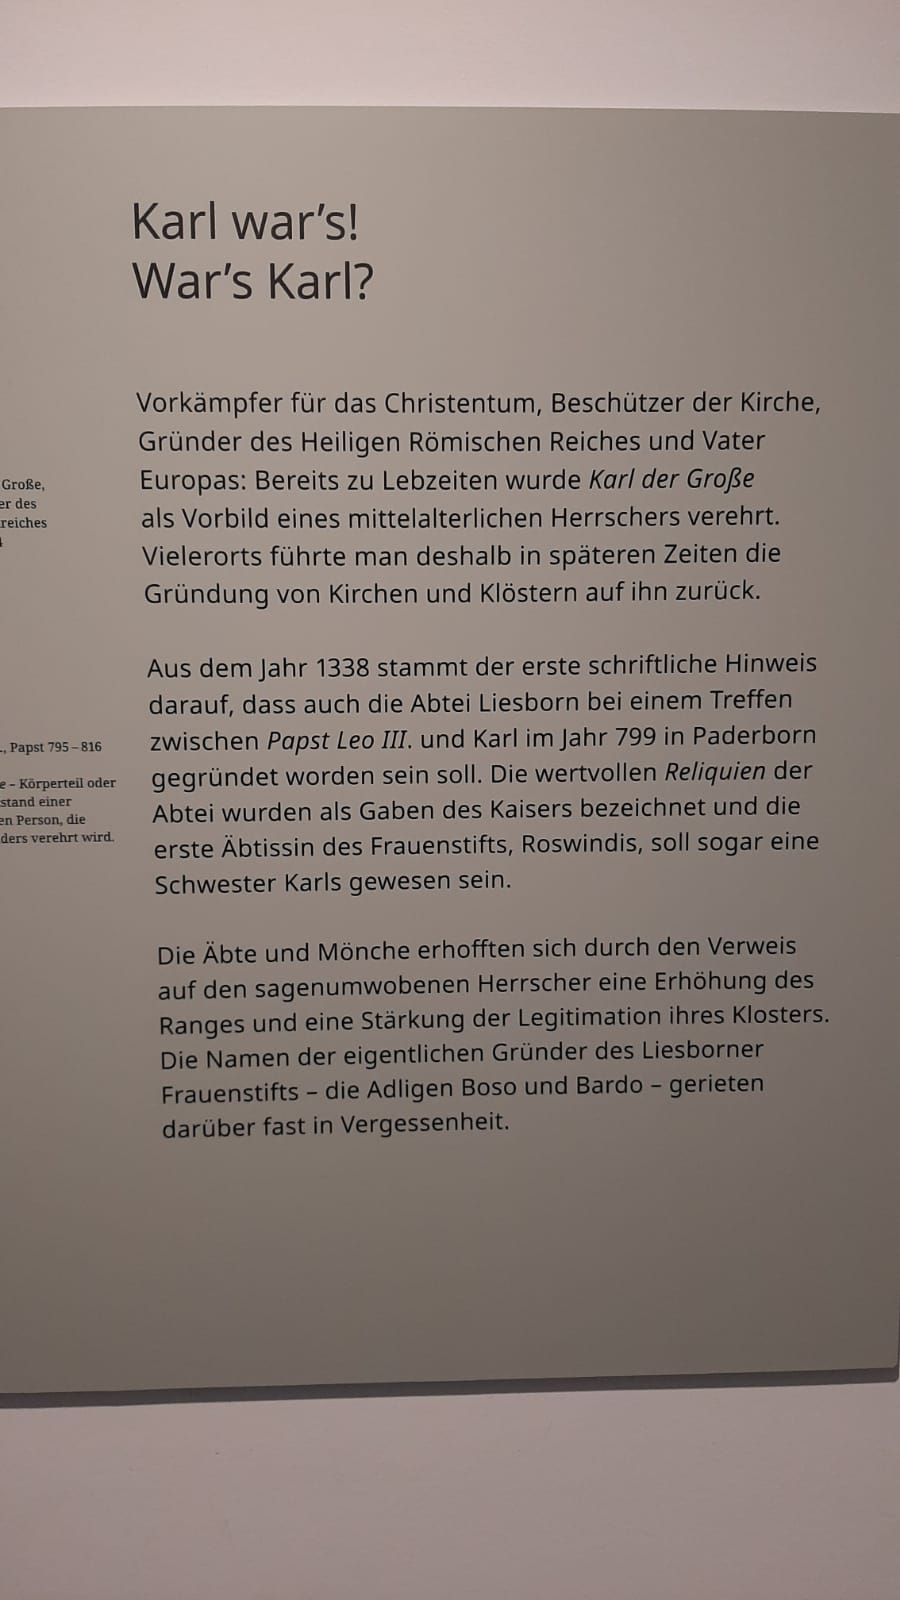 Karl war's!
War's Karl?
Vorkämpfer für das Christentum, Beschützer der Kirche,
Gründer des Heiligen Römischen Reiches und Vater
Europas: Bereits zu Lebzeiten wurde Karl der Große
als Vorbild eines mittelalterlichen Herrschers verehrt.
Vielerorts führte man deshalb in späteren Zeiten die
Gründung von Kirchen und Klöstern auf ihn zurück.
Große,
er des
reiches
Aus dem Jahr 1338 stammt der erste schriftliche Hinweis
darauf, dass auch die Abtei Liesborn bei einem Treffen
zwischen Papst Leo III. und Karl im Jahr 799 in Paderborn
gegründet worden sein soll. Die wertvollen Reliquien der
Abtei wurden als Gaben des Kaisers bezeichnet und die
erste Äbtissin des Frauenstifts, Roswindis, soll sogar eine
Schwester Karls gewesen sein.
., Papst 795 – 816
e – Körperteil oder
stand einer
en Person, die
ders verehrt wird.
Die Äbte und Mönche erhofften sich durch den Verweis
auf den sagenumwobenen Herrscher eine Erhöhung des
Ranges und eine Stärkung der Legitimation ihres Klosters.
Die Namen der eigentlichen Gründer des Liesborner
Frauenstifts – die Adligen Boso und Bardo – gerieten
darüber fast in Vergessenheit.